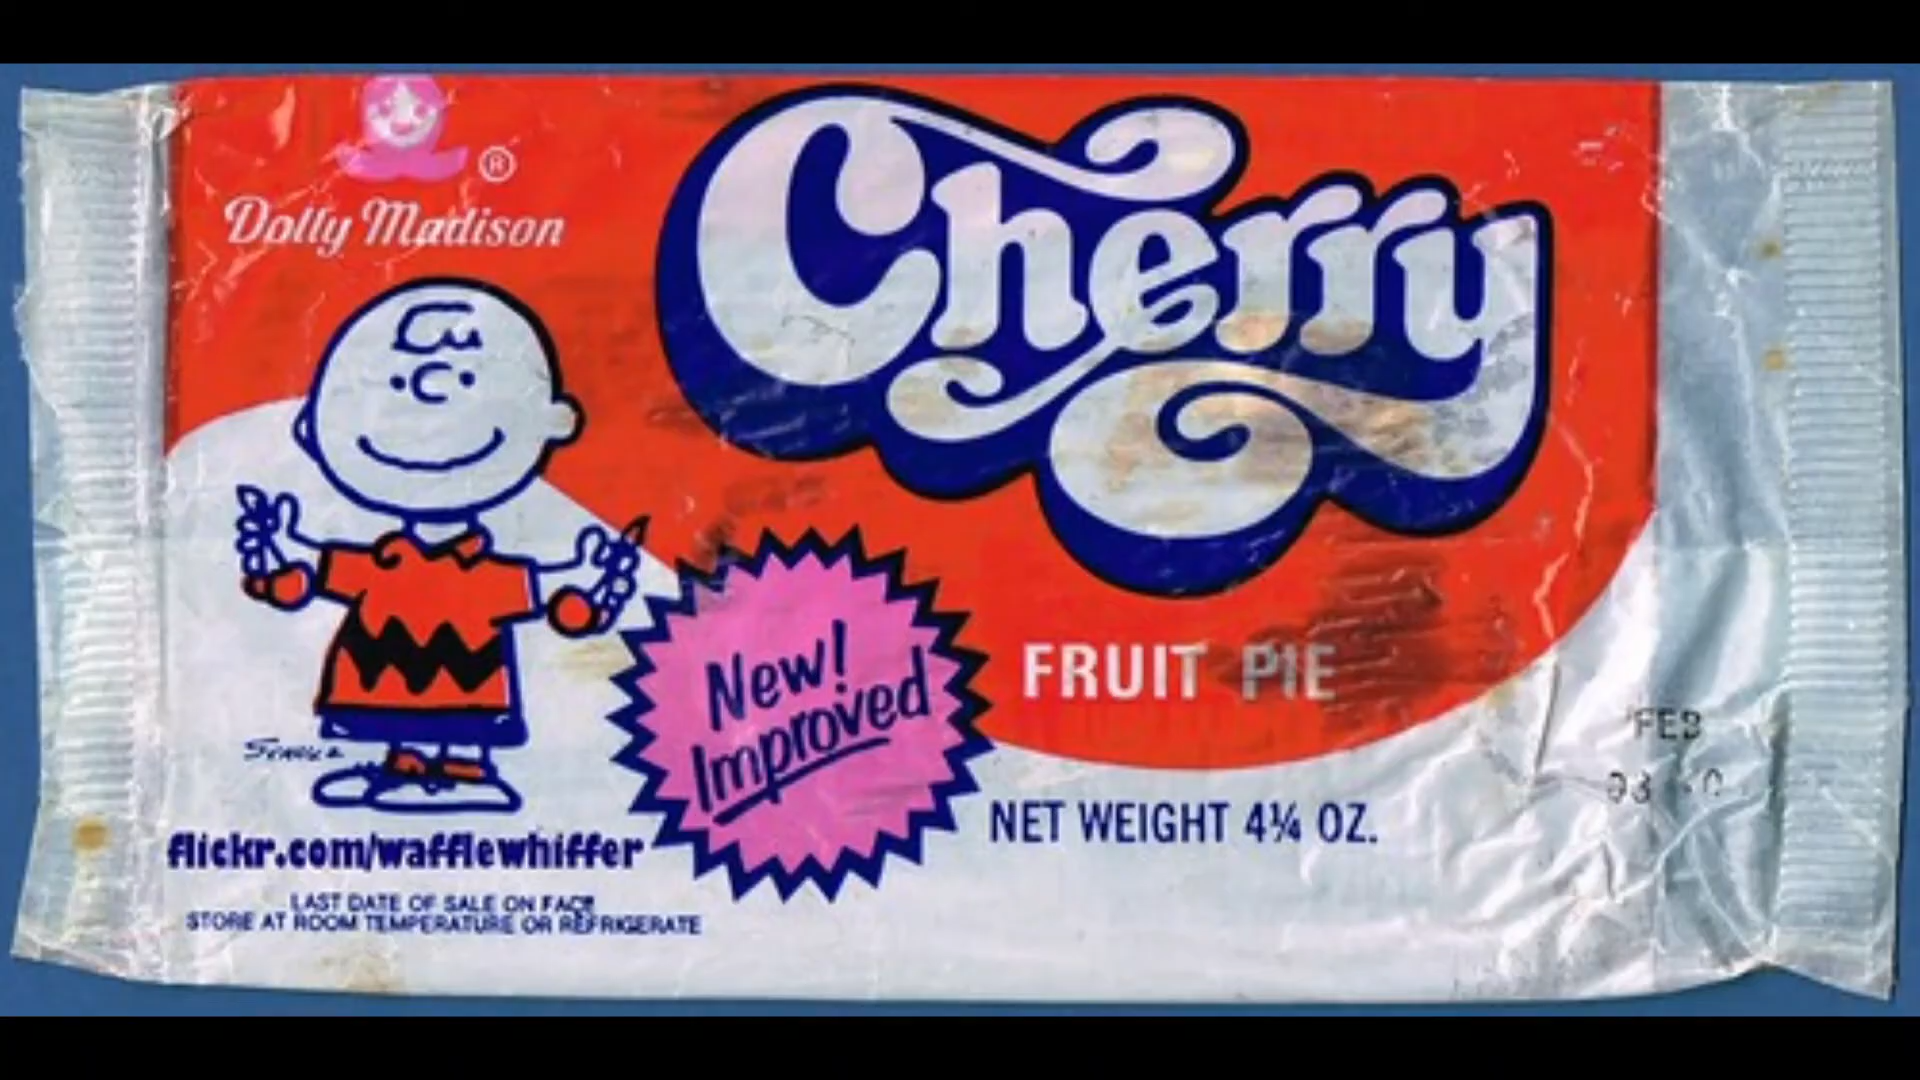 ®
Dolly Madison
Cherry
FRUIT PIE
New!
Improved
NET WEIGHT 4¼ OZ.
FEB
Schulz
flickr.com/wafflewhiffer
LAST DATE OF SALE ON FACE
STORE AT ROOM TEMPERATURE OR REFRIGERATE